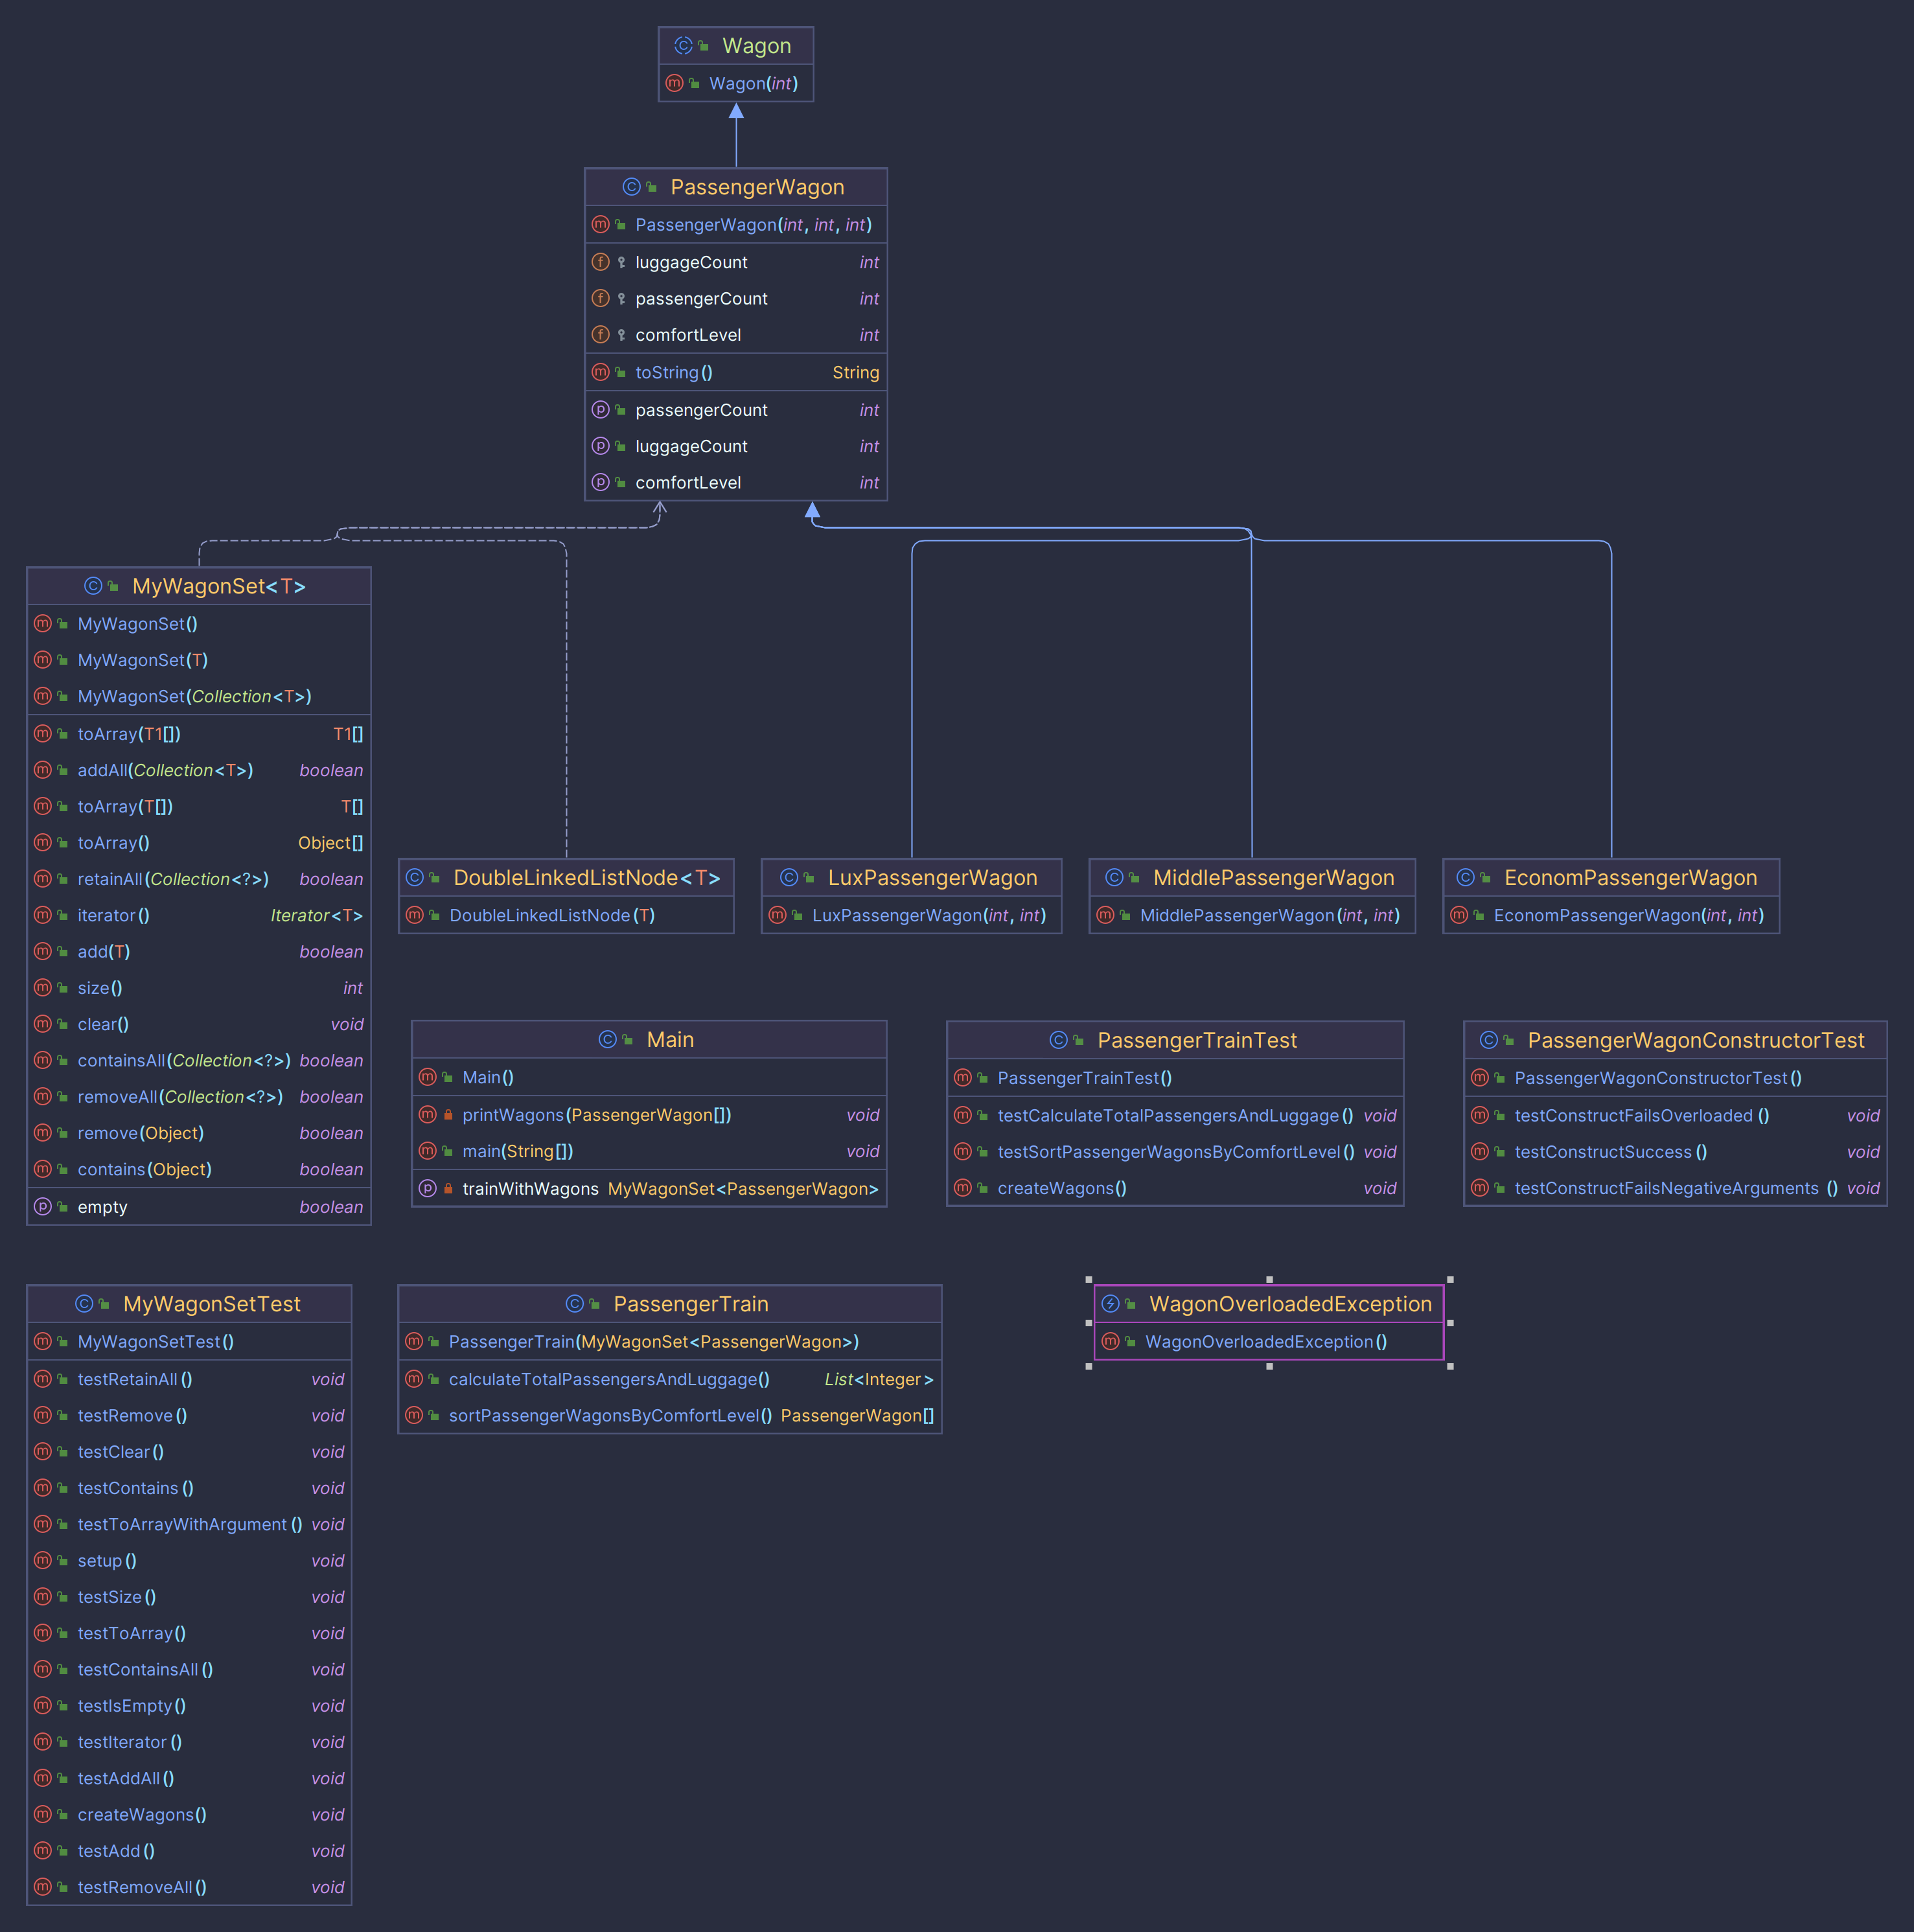 Wagon
Wagon(int)
PassengerWagon
PassengerWagon(int, int, int)
luggageCount int
passengerCount int
comfortLevel int
toString() String
passengerCount int
luggageCount int
comfortLevel int
MyWagonSet<T>
MyWagonSet()
MyWagonSet(T)
MyWagonSet(Collection<T>)
toArray(T1[]) T1[]
addAll(Collection<T>) boolean
toArray(T[]) T[]
toArray() Object[]
retainAll(Collection<?>) boolean
iterator() Iterator<T>
add(T) boolean
size() int
clear() void
containsAll(Collection<?>) boolean
removeAll(Collection<?>) boolean
remove(Object) boolean
contains(Object) boolean
empty boolean
DoubleLinkedListNode<T>
DoubleLinkedListNode(T)
LuxPassengerWagon
LuxPassengerWagon(int, int)
MiddlePassengerWagon
MiddlePassengerWagon(int, int)
EconomPassengerWagon
EconomPassengerWagon(int, int)
Main
Main()
printWagons(PassengerWagon[]) void
main(String[]) void
trainWithWagons MyWagonSet<PassengerWagon>
PassengerTrainTest
PassengerTrainTest()
testCalculateTotalPassengersAndLuggage() void
testSortPassengerWagonsByComfortLevel() void
createWagons() void
PassengerWagonConstructorTest
PassengerWagonConstructorTest()
testConstructFailsOverloaded() void
testConstructSuccess() void
testConstructFailsNegativeArguments() void
MyWagonSetTest
MyWagonSetTest()
testRetainAll() void
testRemove() void
testClear() void
testContains() void
testToArrayWithArgument() void
setup() void
testSize() void
testToArray() void
testContainsAll() void
testIsEmpty() void
testIterator() void
testAddAll() void
createWagons() void
testAdd() void
testRemoveAll() void
PassengerTrain
PassengerTrain(MyWagonSet<PassengerWagon>)
calculateTotalPassengersAndLuggage() List<Integer>
sortPassengerWagonsByComfortLevel() PassengerWagon[]
WagonOverloadedException
WagonOverloadedException()